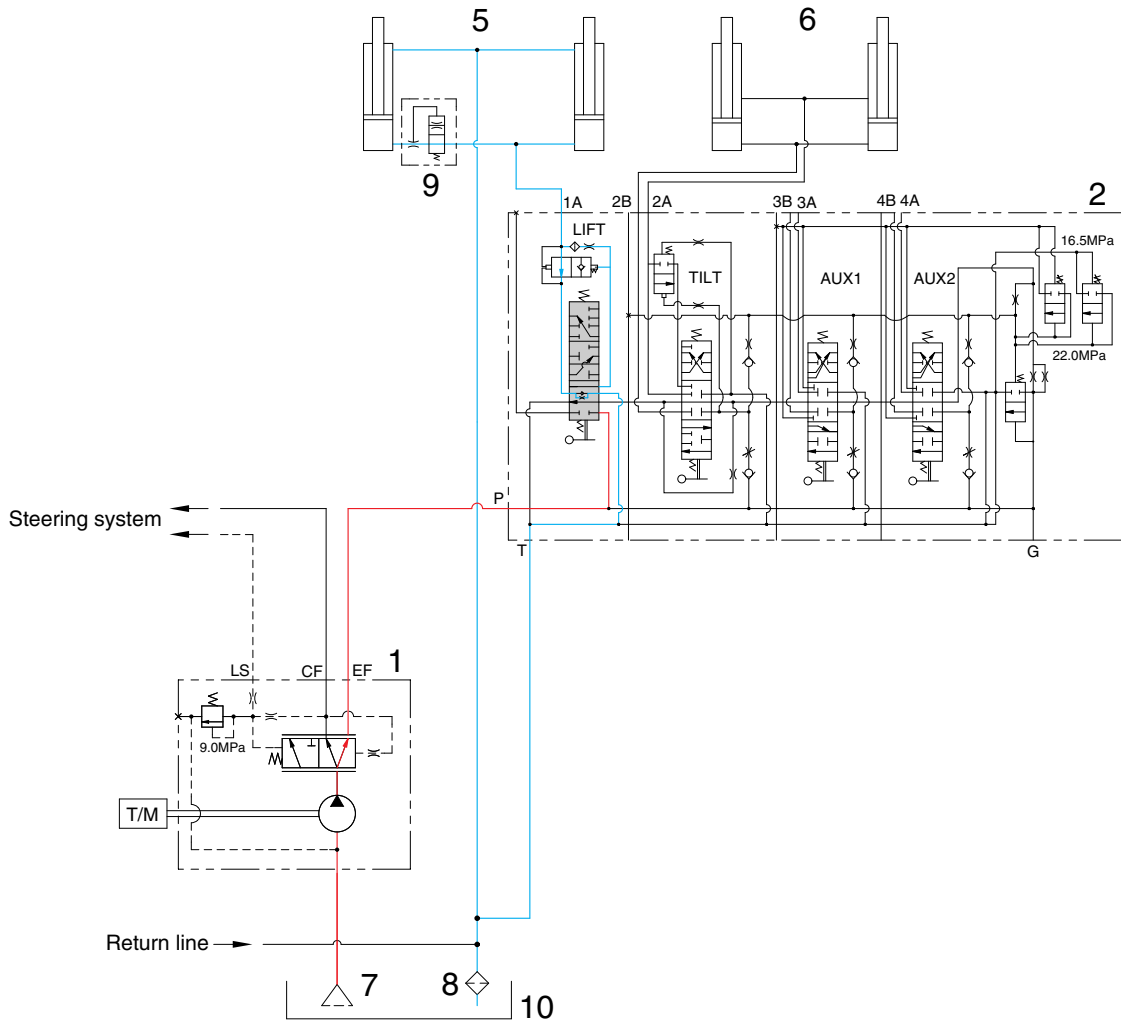 5
6
9
1A
2B
2A
3B
3A
4B
4A
2
LIFT
TILT
AUX1
AUX2
16.5MPa
22.0MPa
P
Steering system
T
G
LS
CF
EF
1
9.0MPa
T/M
Return line
7
8
10